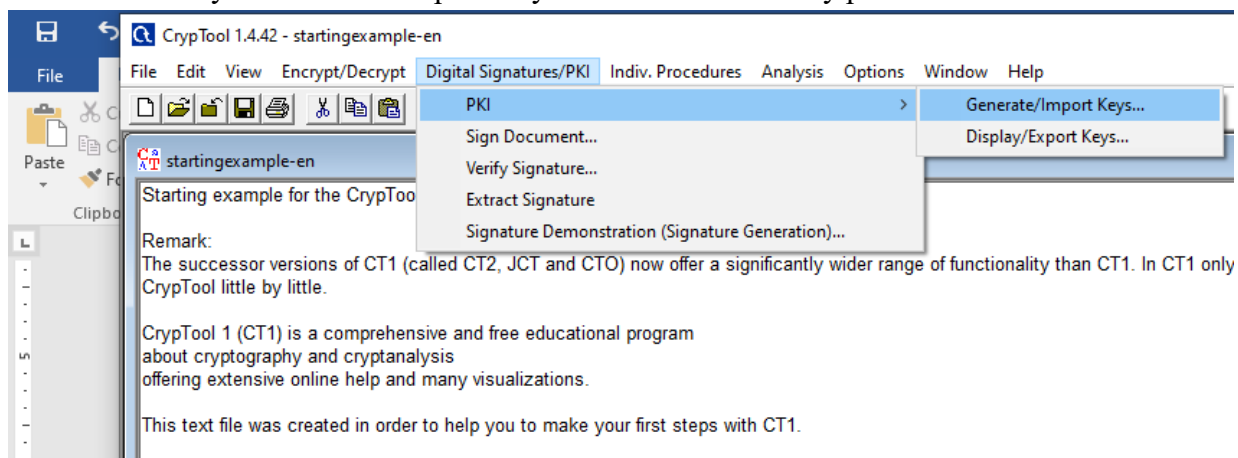 CrypTool 1.4.42 - startingexample-en
File
File Edit View Encrypt/Decrypt Digital Signatures/PKI Indiv. Procedures Analysis Options Window Help
PKI > Generate/Import Keys...
Sign Document... Display/Export Keys...
Paste
startingexample-en
Verify Signature...
Starting example for the CrypToo
Extract Signature
Clipbo
Signature Demonstration (Signature Generation)...
Remark:
The successor versions of CT1 (called CT2, JCT and CTO) now offer a significantly wider range of functionality than CT1. In CT1 only
CrypTool little by little.
CrypTool 1 (CT1) is a comprehensive and free educational program
about cryptography and cryptanalysis
offering extensive online help and many visualizations.
This text file was created in order to help you to make your first steps with CT1.